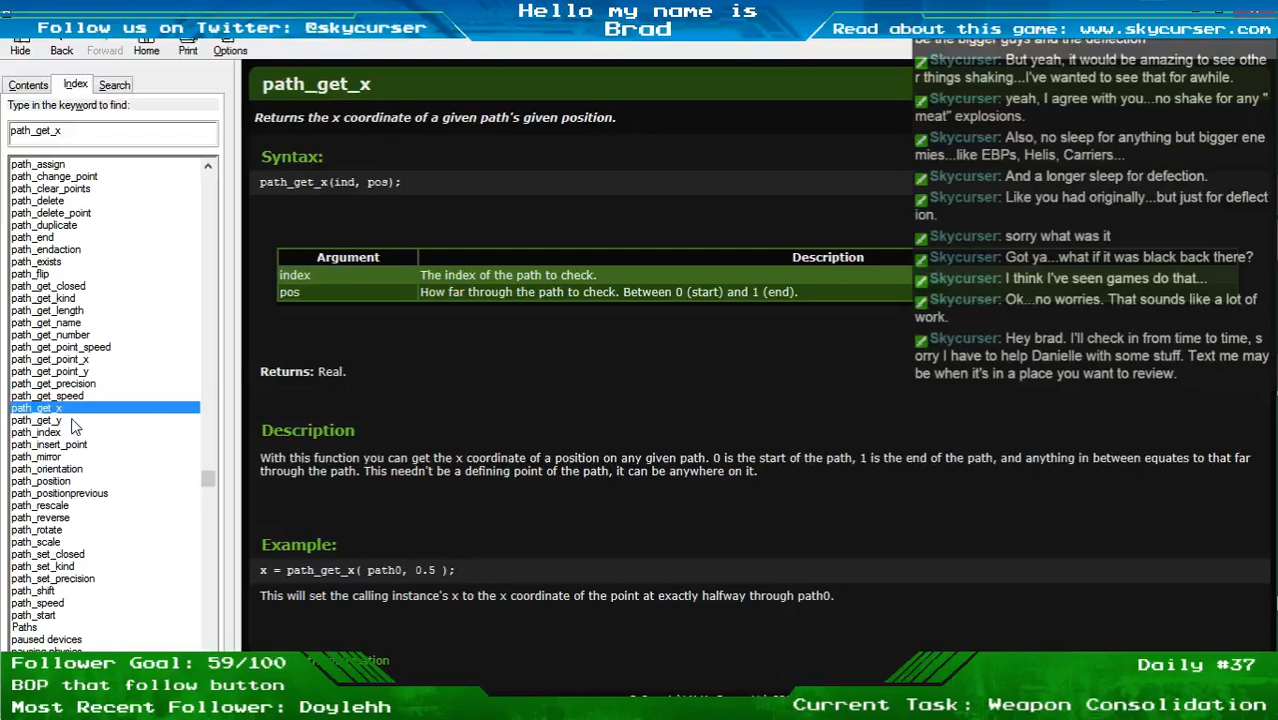 Follow us on Twitter: @skycurser
Hello my name is
Brad
Read about this game: www.skycurser.com
Hide
Back
Forward
Home
Print
Options
Contents
Index
Search
Type in the keyword to find:
path_get_x
path_assign
path_change_point
path_clear_points
path_delete
path_delete_point
path_duplicate
path_end
path_endaction
path_exists
path_flip
path_get_closed
path_get_kind
path_get_length
path_get_name
path_get_number
path_get_point_speed
path_get_point_x
path_get_point_y
path_get_precision
path_get_speed
path_get_x
path_get_y
path_index
path_insert_point
path_mirror
path_orientation
path_position
path_positionprevious
path_rescale
path_reverse
path_rotate
path_scale
path_set_closed
path_set_kind
path_set_precision
path_shift
path_speed
path_start
Paths
paused devices
path_get_x
Returns the x coordinate of a given path's given position.
Syntax:
path_get_x(ind, pos);
Argument
Description
index
The index of the path to check.
pos
How far through the path to check. Between 0 (start) and 1 (end).
Returns: Real.
Description
With this function you can get the x coordinate of a position on any given path. 0 is the start of the path, 1 is the end of the path, and anything in between equates to that far
through the path. This needn't be a defining point of the path, it can be anywhere on it.
Example:
x = path_get_x( path0, 0.5 );
This will set the calling instance's x to the x coordinate of the point at exactly halfway through path0.
be the bigger guys and the deflection
Skycurser: But yeah, it would be amazing to see othe
r things shaking...I've wanted to see that for awhile.
Skycurser: yeah, I agree with you...no shake for any "
meat" explosions.
Skycurser: Also, no sleep for anything but bigger ene
mies...like EBPs, Helis, Carriers...
Skycurser: And a longer sleep for defection.
Skycurser: Like you had originally...but just for deflect
ion.
Skycurser: sorry what was it
Skycurser: Got ya...what if it was black back there?
Skycurser: I think I've seen games do that...
Skycurser: Ok...no worries. That sounds like a lot of
work.
Skycurser: Hey brad. I'll check in from time to time, s
orry I have to help Danielle with some stuff. Text me may
be when it's in a place you want to review.
Follower Goal: 59/100
BOP that follow button
Most Recent Follower: Doylehh
Daily #37
Current Task: Weapon Consolidation